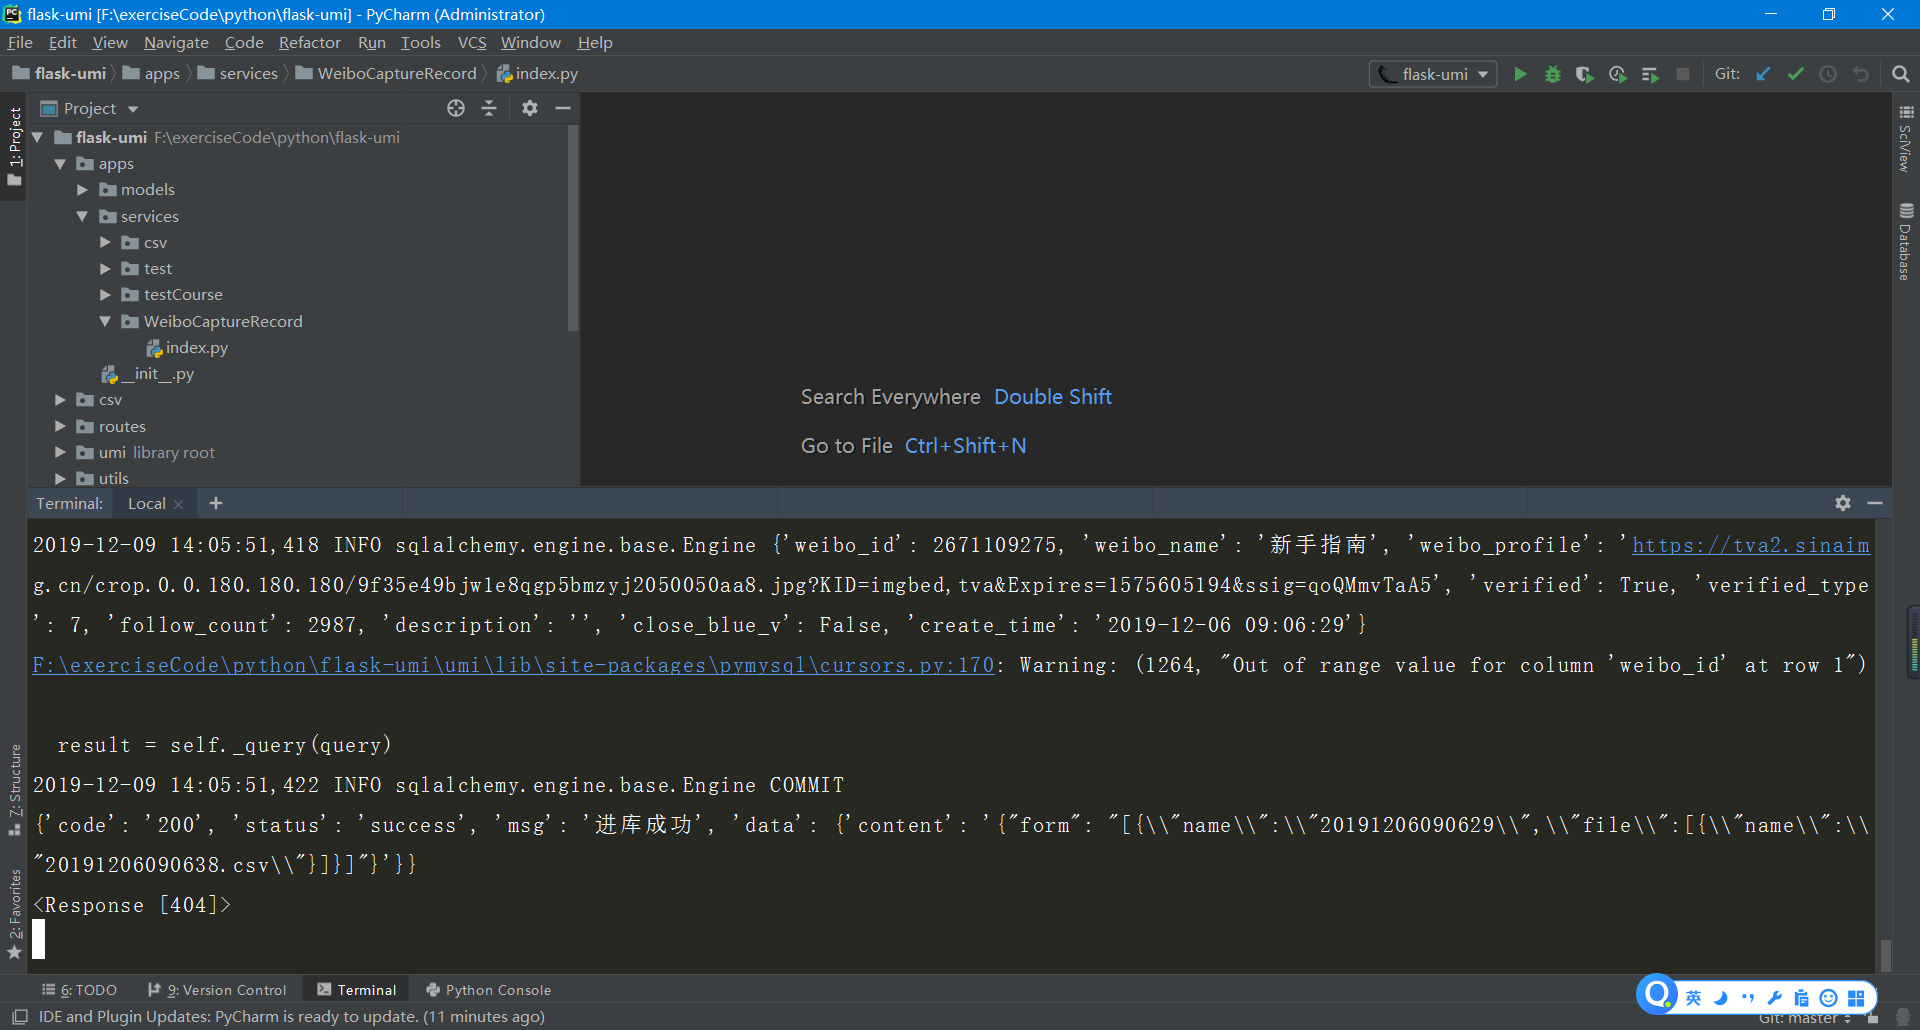 flask-umi [F:\exerciseCode\python\flask-umi] - PyCharm (Administrator)
File Edit View Navigate Code Refactor Run Tools VCS Window Help
flask-umi apps services WeiboCaptureRecord index.py flask-umi Git:
1: Project
Project
flask-umi F:\exerciseCode\python\flask-umi
apps
models
services
csv
test
testCourse
WeiboCaptureRecord
index.py
__init__.py
csv
routes
umi library root
utils
Search Everywhere Double Shift
Go to File Ctrl+Shift+N
SciView
Database
Terminal: Local
2019-12-09 14:05:51,418 INFO sqlalchemy.engine.base.Engine {'weibo_id': 2671109275, 'weibo_name': '新手指南', 'weibo_profile': 'https://tva2.sinaim
g.cn/crop.0.0.180.180.180/9f35e49bjw1e8qgp5bmzyj2050050aa8.jpg?KID=imgbed,tva&Expires=1575605194&ssig=qoQMmvTaA5', 'verified': True, 'verified_type
': 7, 'follow_count': 2987, 'description': '', 'close_blue_v': False, 'create_time': '2019-12-06 09:06:29'}
F:\exerciseCode\python\flask-umi\umi\lib\site-packages\pymysql\cursors.py:170: Warning: (1264, "Out of range value for column 'weibo_id' at row 1")
result = self._query(query)
2019-12-09 14:05:51,422 INFO sqlalchemy.engine.base.Engine COMMIT
{'code': '200', 'status': 'success', 'msg': '进库成功', 'data': {'content': '{"form": "[{\\"name\\":\\"20191206090629\\",\\"file\\":[{\\"name\\":\\
"20191206090638.csv\\"}]}]"}'}}
<Response [404]>
7: Structure
2: Favorites
6: TODO 9: Version Control Terminal Python Console
英
IDE and Plugin Updates: PyCharm is ready to update. (11 minutes ago) Git: master